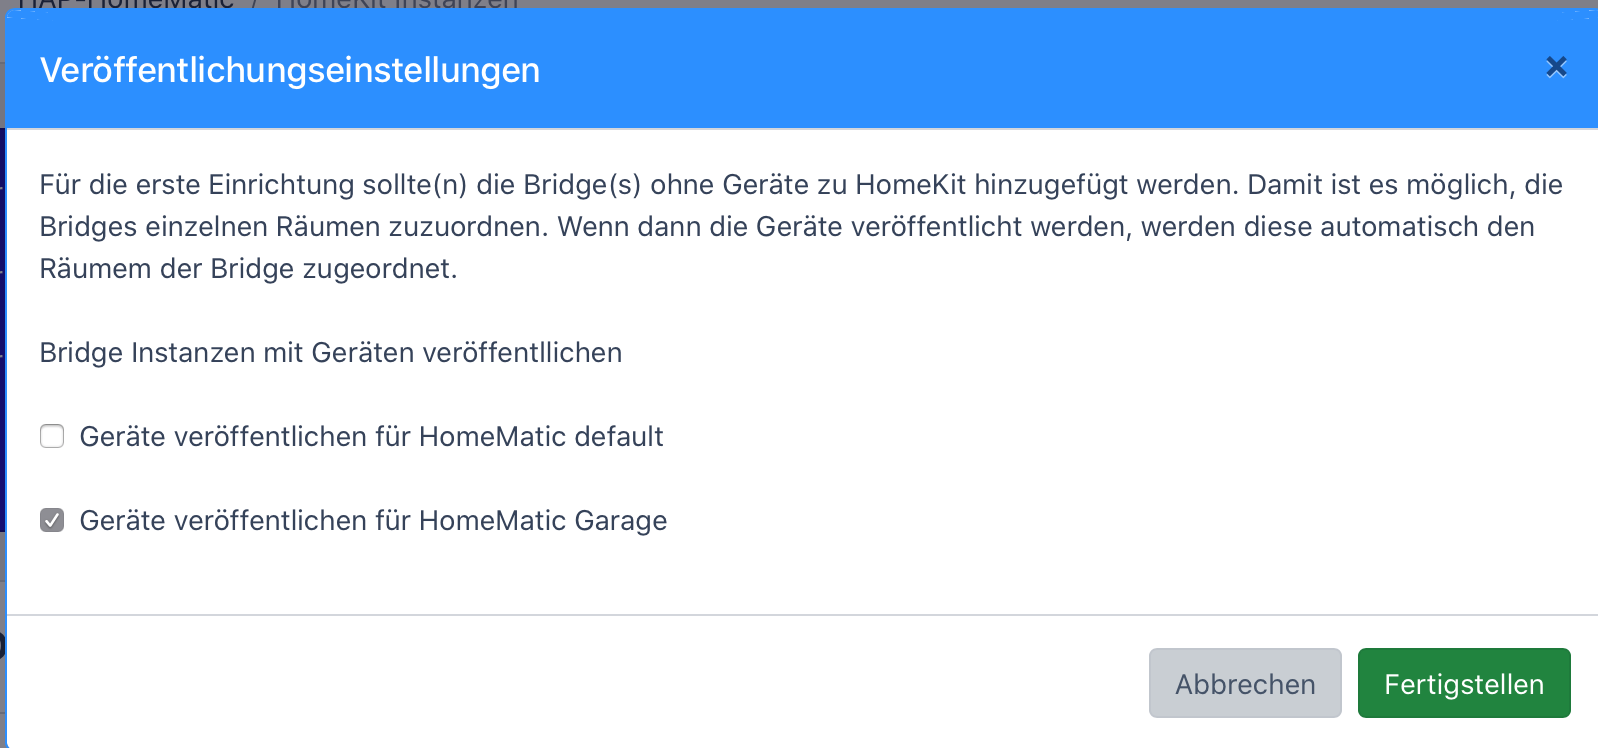 HAP-HomeMatic / HomeKit Instanzen
Veröffentlichungseinstellungen
Für die erste Einrichtung sollte(n) die Bridge(s) ohne Geräte zu HomeKit hinzugefügt werden. Damit ist es möglich, die
Bridges einzelnen Räumen zuzuordnen. Wenn dann die Geräte veröffentlicht werden, werden diese automatisch den
Räumem der Bridge zugeordnet.
Bridge Instanzen mit Geräten veröffentllichen
Geräte veröffentlichen für HomeMatic default
Geräte veröffentlichen für HomeMatic Garage
Abbrechen
Fertigstellen